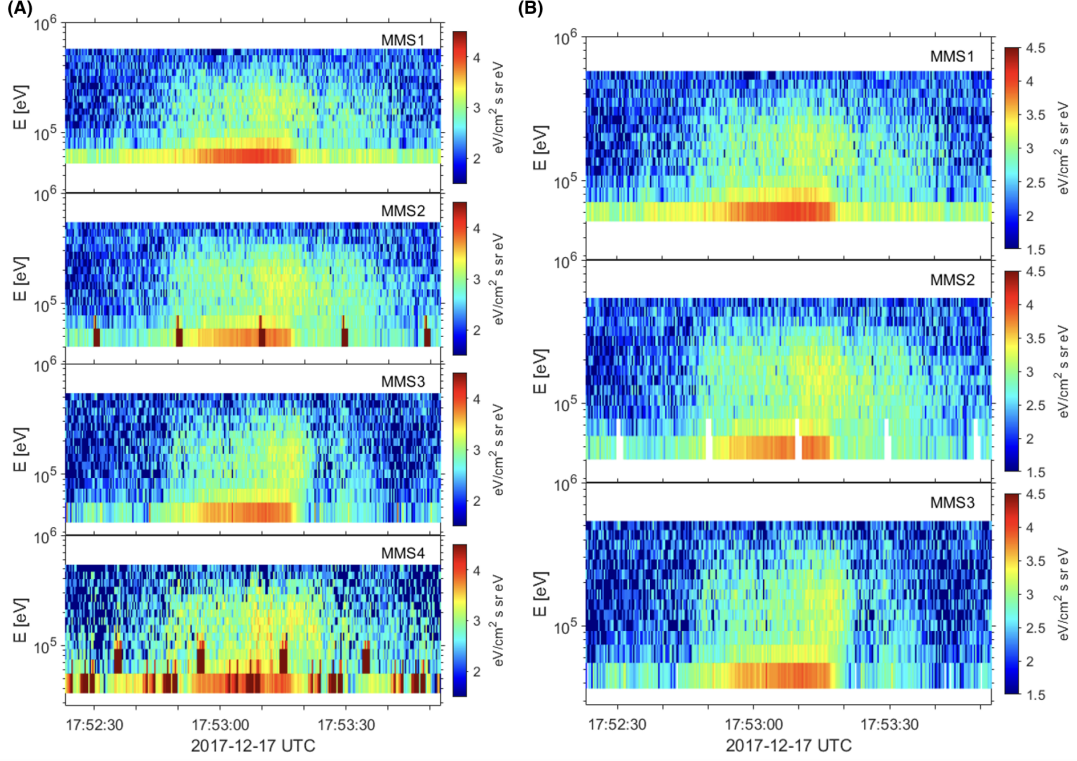 (A)
10^6
MMS1
10^5
E [eV]
4
3
2
eV/cm^2 s sr eV
10^6
MMS2
10^5
E [eV]
4
3
2
eV/cm^2 s sr eV
10^6
MMS3
10^5
E [eV]
4
3
2
eV/cm^2 s sr eV
10^6
MMS4
10^5
E [eV]
4
3
2
eV/cm^2 s sr eV
17:52:30 17:53:00 17:53:30
2017-12-17 UTC
(B)
10^6
MMS1
10^5
E [eV]
4.5
4
3.5
3
2.5
2
1.5
eV/cm^2 s sr eV
10^6
MMS2
10^5
E [eV]
4.5
4
3.5
3
2.5
2
1.5
eV/cm^2 s sr eV
10^6
MMS3
10^5
E [eV]
4.5
4
3.5
3
2.5
2
1.5
eV/cm^2 s sr eV
17:52:30 17:53:00 17:53:30
2017-12-17 UTC